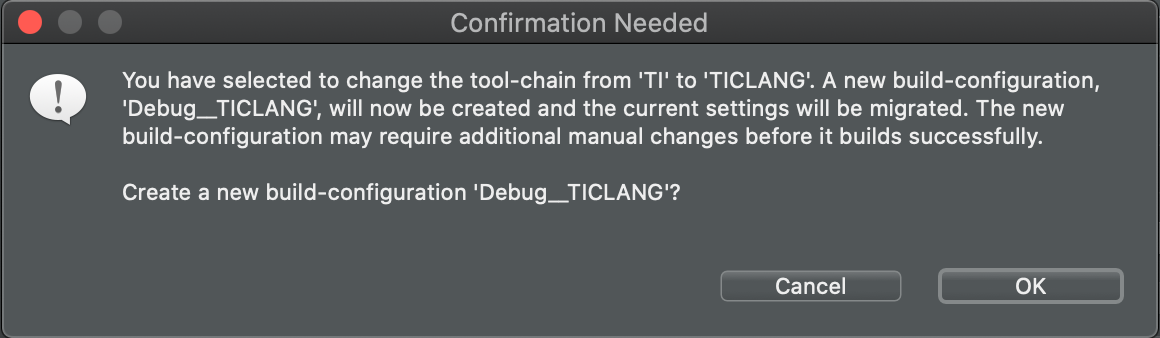 Confirmation Needed
You have selected to change the tool-chain from 'TI' to 'TICLANG'. A new build-configuration,
'Debug__TICLANG', will now be created and the current settings will be migrated. The new
build-configuration may require additional manual changes before it builds successfully.
Create a new build-configuration 'Debug__TICLANG'?
Cancel
OK